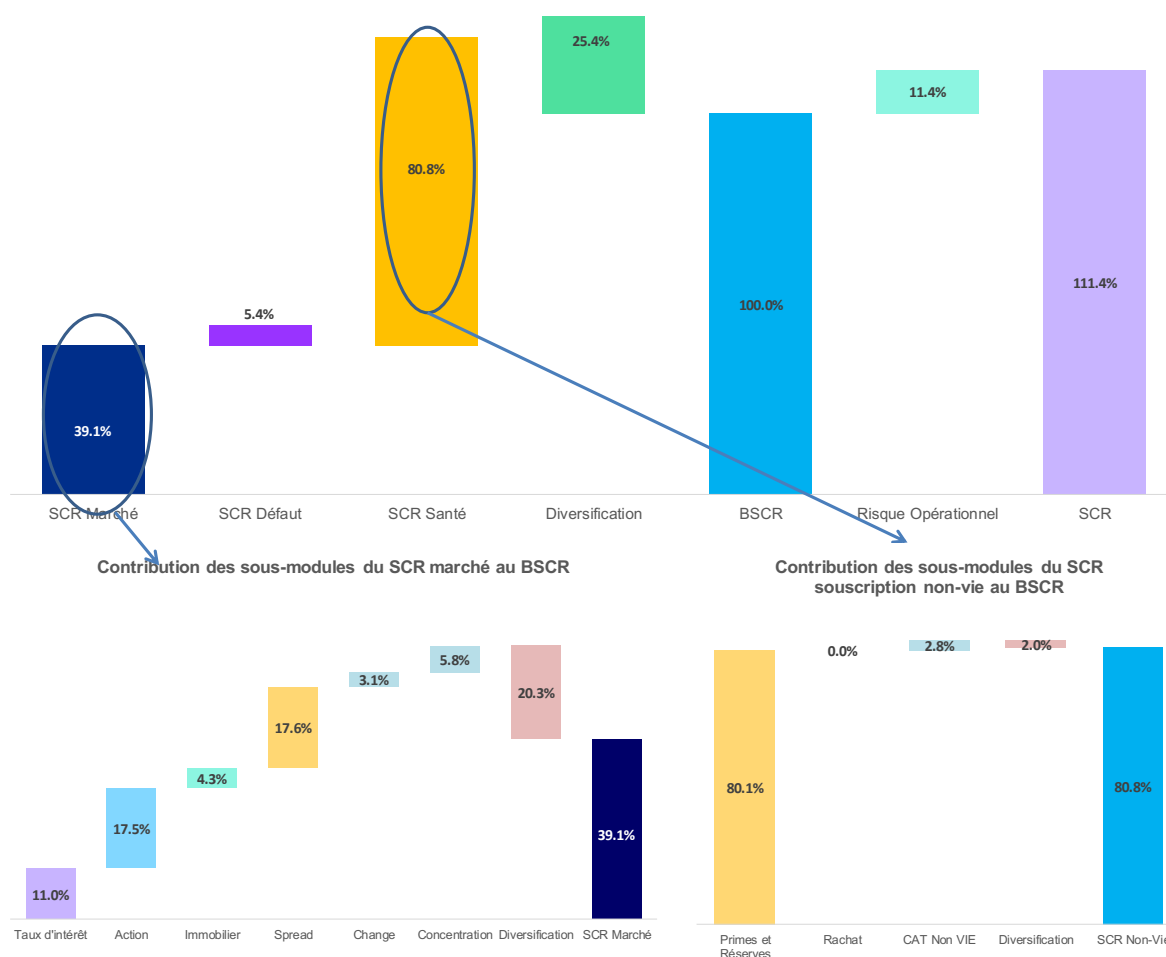 25.4%
11.4%
80.8%
100.0%
111.4%
5.4%
39.1%
SCR Marché
SCR Défaut
SCR Santé
Diversification
BSCR
Risque Opérationnel
SCR
Contribution des sous-modules du SCR marché au BSCR
11.0%
17.5%
4.3%
17.6%
3.1%
5.8%
20.3%
39.1%
Taux d'intérêt
Action
Immobilier
Spread
Change
Concentration
Diversification
SCR Marché
Contribution des sous-modules du SCR
souscription non-vie au BSCR
80.1%
0.0%
2.8%
2.0%
80.8%
Primes et
Réserves
Rachat
CAT Non VIE
Diversification
SCR Non-Vie